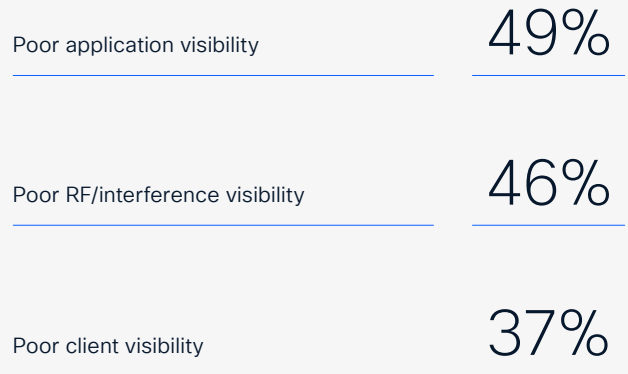 Poor application visibility 49%
Poor RF/interference visibility 46%
Poor client visibility 37%